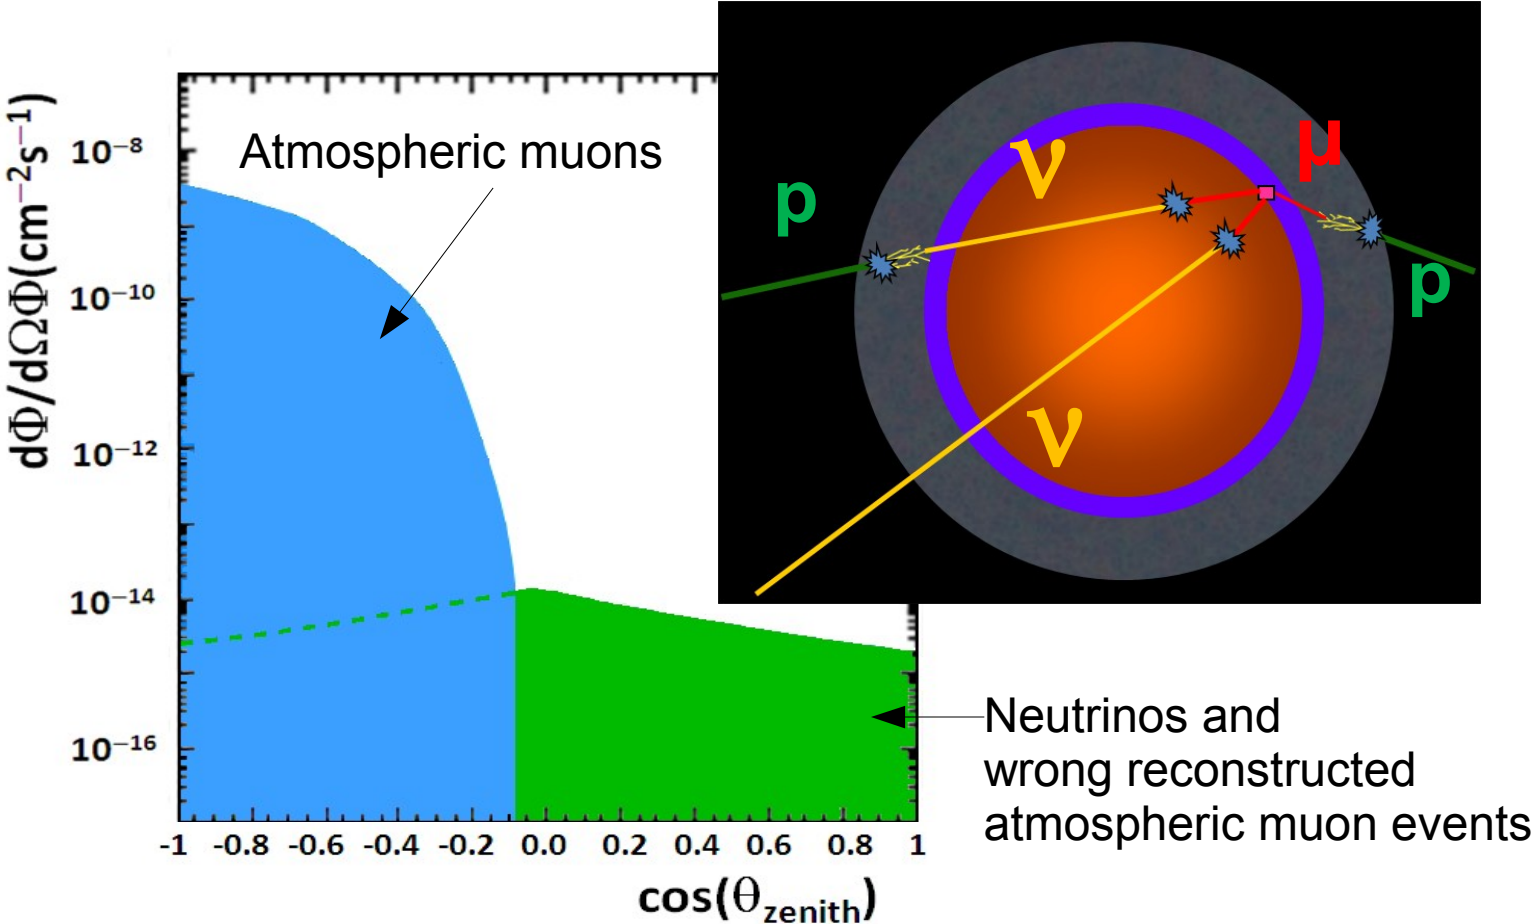 dΦ/dΩΦ(cm⁻²s⁻¹)
10⁻⁸
10⁻¹⁰
10⁻¹²
10⁻¹⁴
10⁻¹⁶
Atmospheric muons
p
ν
μ
p
ν
Neutrinos and
wrong reconstructed
atmospheric muon events
-1 -0.8 -0.6 -0.4 -0.2 0.0 0.2 0.4 0.6 0.8 1
cos(θzenith)